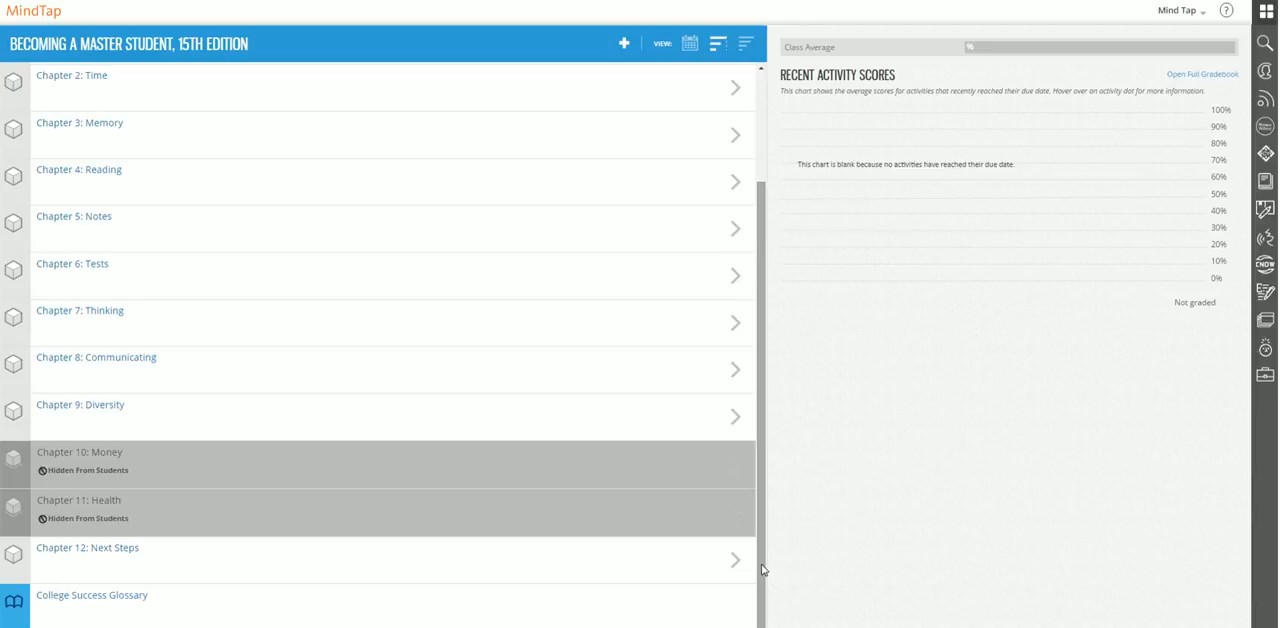 MindTap
Mind Tap
BECOMING A MASTER STUDENT, 15TH EDITION
VIEW:
Chapter 2: Time
Chapter 3: Memory
Chapter 4: Reading
Chapter 5: Notes
Chapter 6: Tests
Chapter 7: Thinking
Chapter 8: Communicating
Chapter 9: Diversity
Chapter 10: Money
Hidden From Students
Chapter 11: Health
Hidden From Students
Chapter 12: Next Steps
College Success Glossary
Class Average
%
RECENT ACTIVITY SCORES
Open Full Gradebook
This chart shows the average scores for activities that recently reached their due date. Hover over an activity dot for more information.
100%
90%
80%
This chart is blank because no activities have reached their due date.
70%
60%
50%
40%
30%
20%
10%
0%
Not graded
CNOW